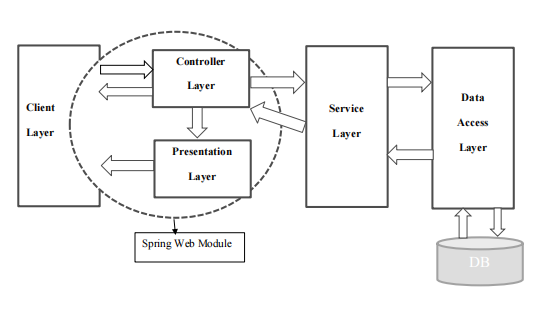 Client
Layer
Controller
Layer
Presentation
Layer
Spring Web Module
Service
Layer
Data
Access
Layer
DB